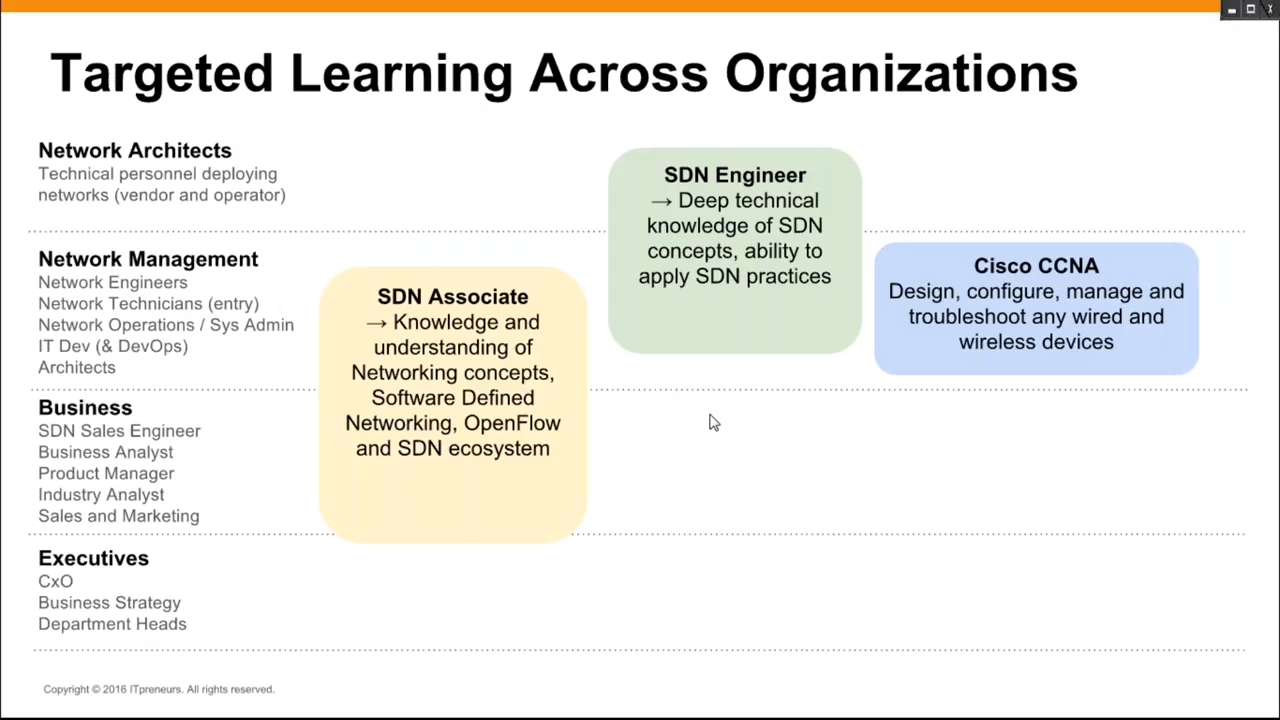 Targeted Learning Across Organizations
Network Architects
Technical personnel deploying
networks (vendor and operator)
Network Management
Network Engineers
Network Technicians (entry)
Network Operations / Sys Admin
IT Dev (& DevOps)
Architects
Business
SDN Sales Engineer
Business Analyst
Product Manager
Industry Analyst
Sales and Marketing
Executives
CxO
Business Strategy
Department Heads
SDN Associate
→ Knowledge and
understanding of
Networking concepts,
Software Defined
Networking, OpenFlow
and SDN ecosystem
SDN Engineer
→ Deep technical
knowledge of SDN
concepts, ability to
apply SDN practices
Cisco CCNA
Design, configure, manage and
troubleshoot any wired and
wireless devices
Copyright © 2016 ITpreneurs. All rights reserved.